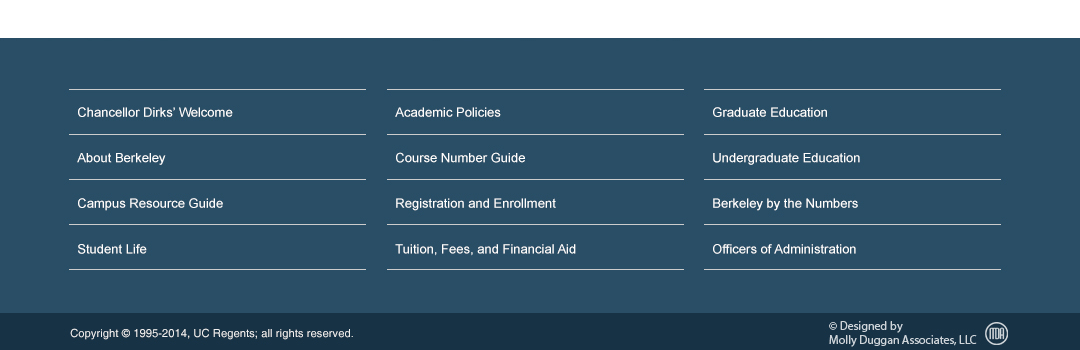 Chancellor Dirks' Welcome
About Berkeley
Campus Resource Guide
Student Life
Academic Policies
Course Number Guide
Registration and Enrollment
Tuition, Fees, and Financial Aid
Graduate Education
Undergraduate Education
Berkeley by the Numbers
Officers of Administration
Copyright © 1995-2014, UC Regents; all rights reserved.
© Designed by
Molly Duggan Associates, LLC